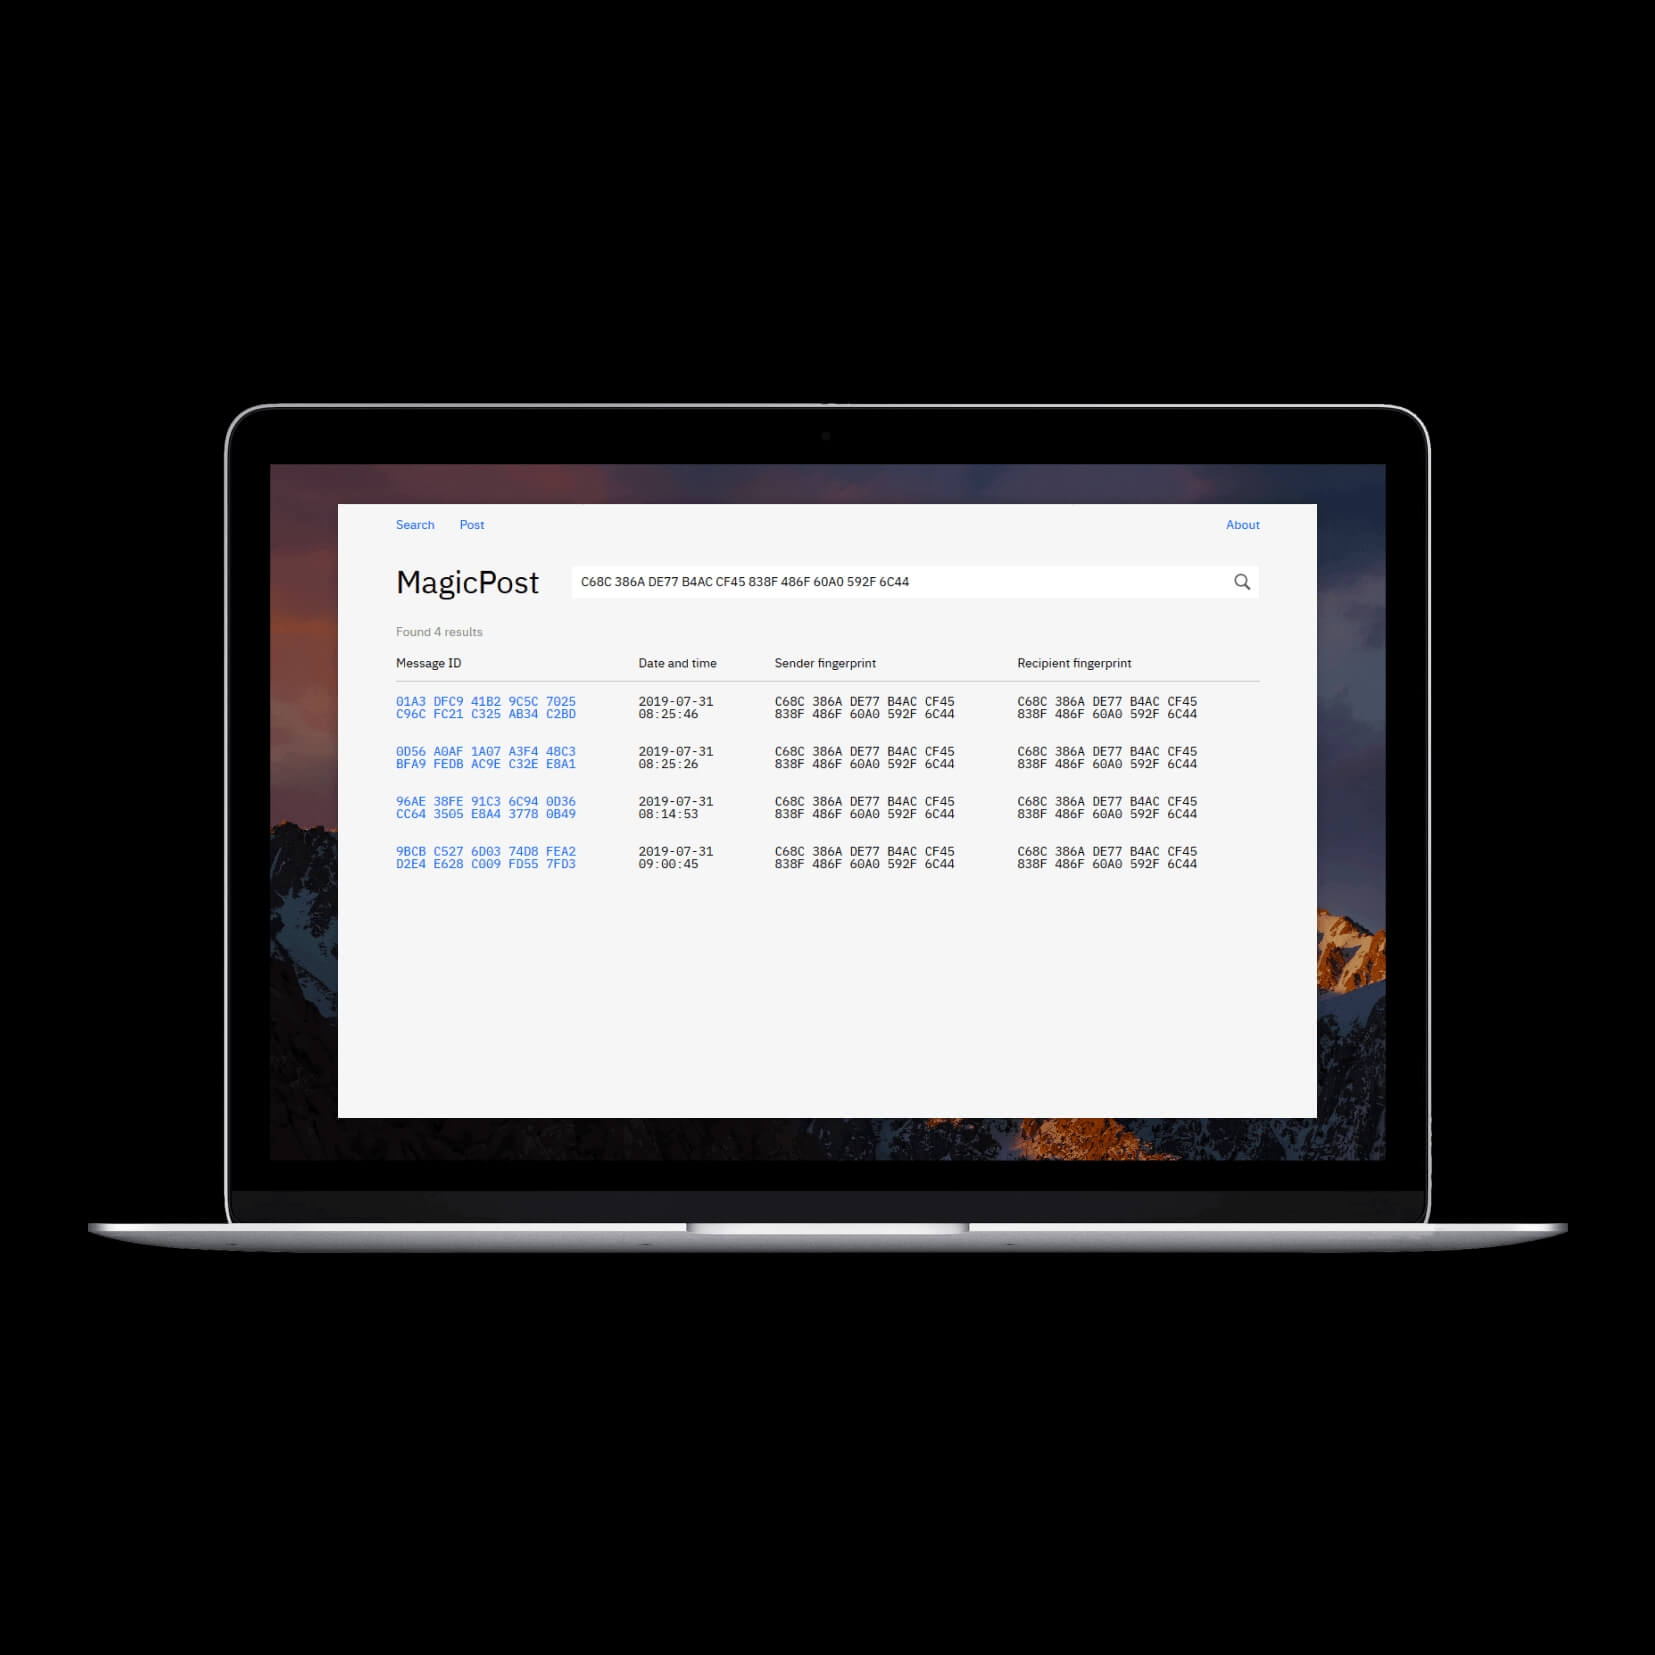 Search Post About
MagicPost C68C 386A DE77 B4AC CF45 838F 486F 60A0 592F 6C44
Found 4 results
Message ID Date and time Sender fingerprint Recipient fingerprint
01A3 DFC9 41B2 9C5C 7025 2019-07-31 C68C 386A DE77 B4AC CF45 C68C 386A DE77 B4AC CF45
C96C FC21 C325 AB34 C2BD 08:25:46 838F 486F 60A0 592F 6C44 838F 486F 60A0 592F 6C44
0D56 A0AF 1A07 A3F4 48C3 2019-07-31 C68C 386A DE77 B4AC CF45 C68C 386A DE77 B4AC CF45
BFA9 FEDB AC9E C32E E8A1 08:25:26 838F 486F 60A0 592F 6C44 838F 486F 60A0 592F 6C44
96AE 38FE 91C3 6C94 0D36 2019-07-31 C68C 386A DE77 B4AC CF45 C68C 386A DE77 B4AC CF45
CC64 3505 E8A4 3778 0B49 08:14:53 838F 486F 60A0 592F 6C44 838F 486F 60A0 592F 6C44
9BCB C527 6D03 74D8 FEA2 2019-07-31 C68C 386A DE77 B4AC CF45 C68C 386A DE77 B4AC CF45
D2E4 E628 C009 FD55 7FD3 09:00:45 838F 486F 60A0 592F 6C44 838F 486F 60A0 592F 6C44